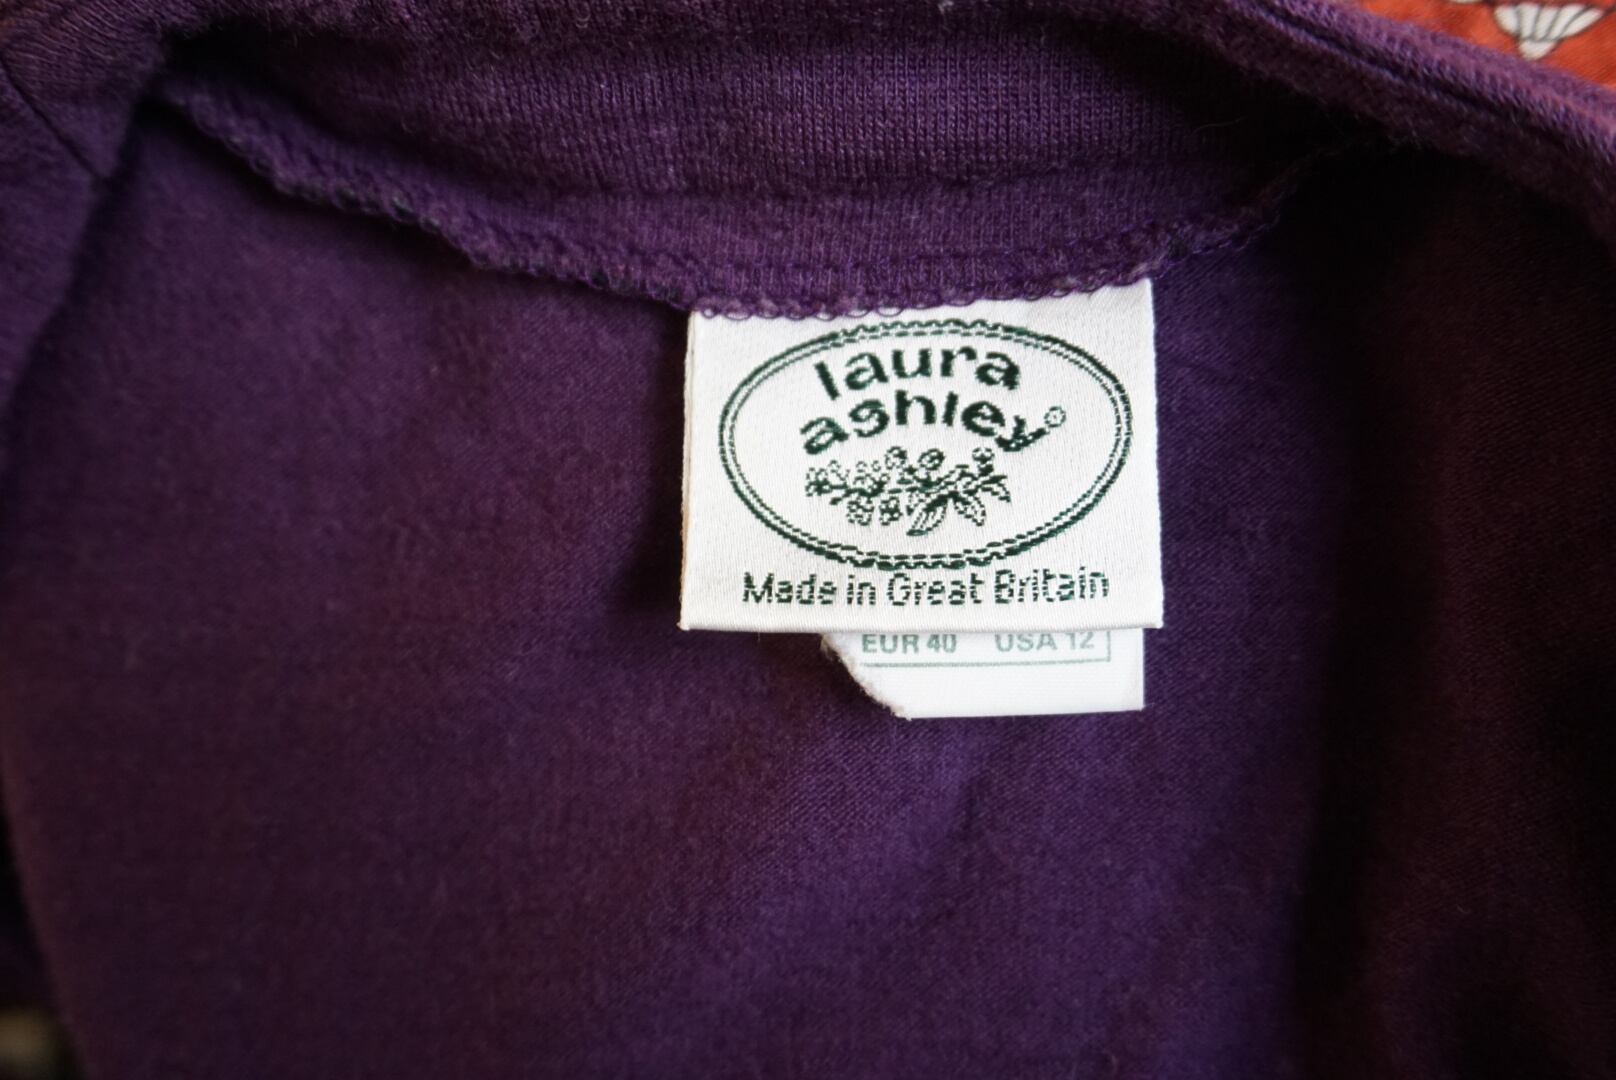 laura
ashley®
Made in Great Britain
EUR 40 USA 12